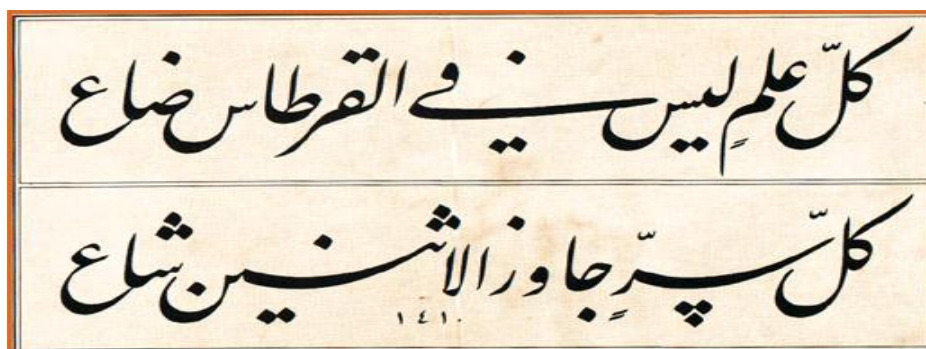 كلّ علمٍ ليس في القرطاس ضاع
كلّ سرّ جاوز الاثنين شاع
١٤١٠